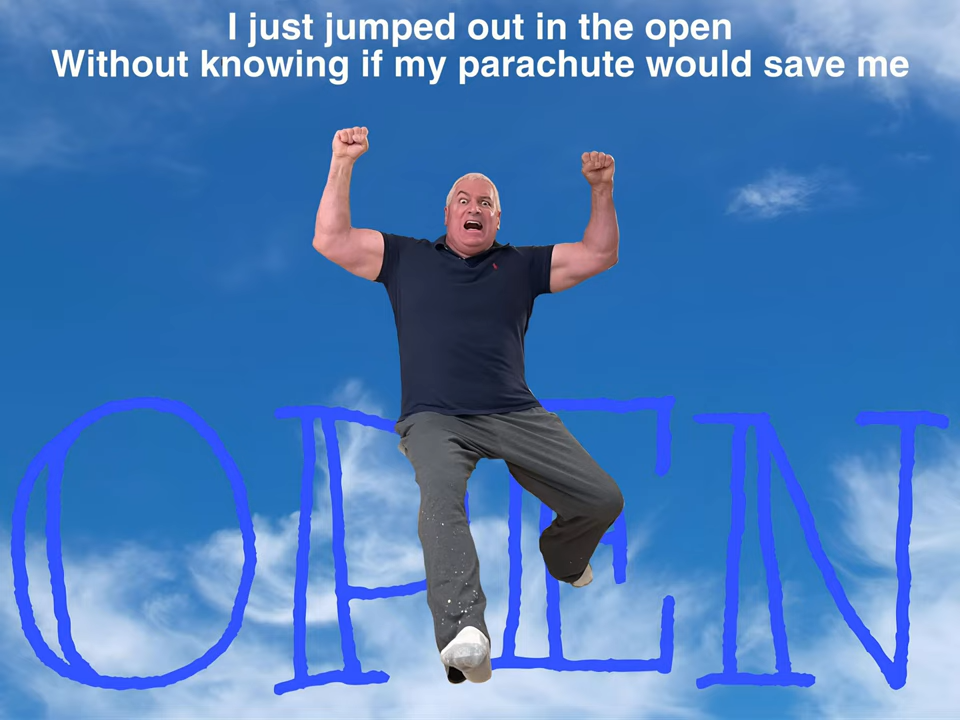 I just jumped out in the open
Without knowing if my parachute would save me
OPEN